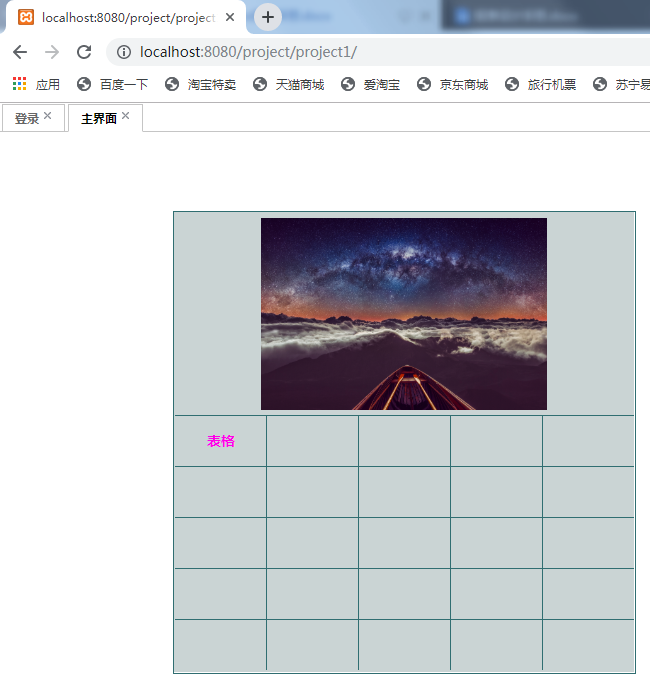 localhost:8080/project/project
localhost:8080/project/project1/
应用 百度一下 淘宝特卖 天猫商城 爱淘宝 京东商城 旅行机票 苏宁易
登录 主界面
表格